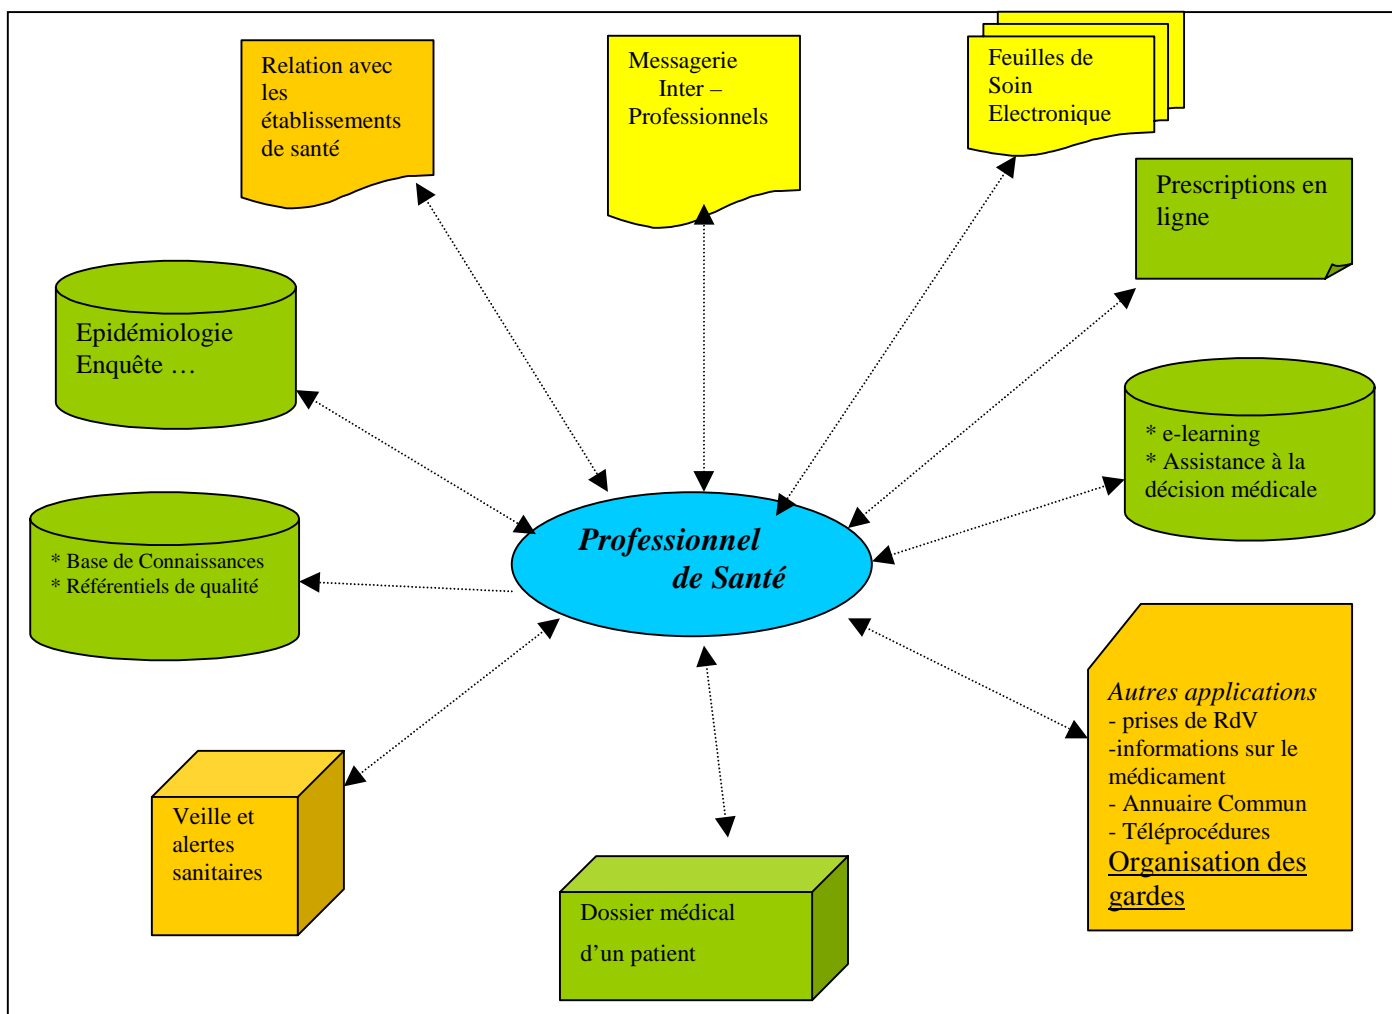 Relation avec
les
établissements
de santé
Messagerie
Inter –
Professionnels
Feuilles de
Soin
Electronique
Prescriptions en
ligne
Epidémiologie
Enquête …
* e-learning
* Assistance à la
décision médicale
* Base de Connaissances
* Référentiels de qualité
Professionnel
de Santé
Autres applications
- prises de RdV
-informations sur le
médicament
- Annuaire Commun
- Téléprocédures
Organisation des
gardes
Veille et
alertes
sanitaires
Dossier médical
d’un patient